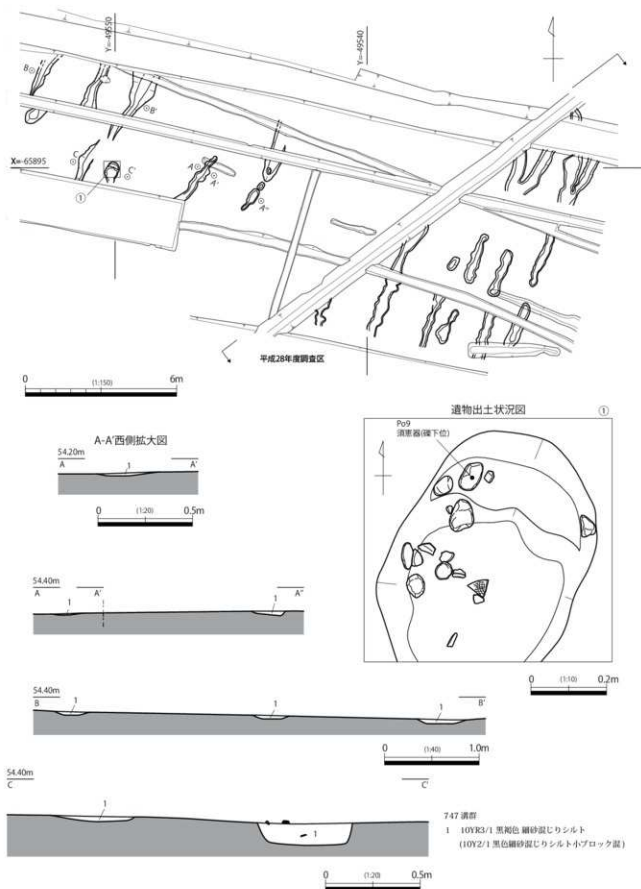 Y=-49550
Y=-49540
B
B'
X=-65895
C
C'
①
A
A'
A''
平成28年度調査区
0 (1:150) 6m
A-A'西側拡大図
54.20m
A A'
1
0 (1:20) 0.5m
遺物出土状況図 ①
Po9
須恵器(礫下位)
54.40m
A A' A''
1 1
0 (1:10) 0.2m
54.40m
B B'
1 1 1
0 (1:40) 1.0m
54.40m
C C'
1 1
0 (1:20) 0.5m
747 溝群
1 10YR3/1 黒褐色 細砂混じりシルト
(10Y2/1 黒色細砂混じりシルト小ブロック混)